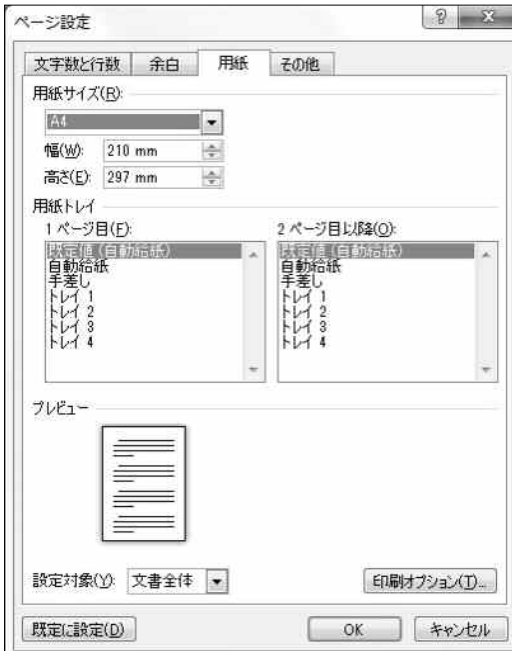 ページ設定
文字数と行数 余白 用紙 その他
用紙サイズ(R):
A4
幅(W): 210 mm
高さ(E): 297 mm
用紙トレイ
1 ページ目(F): 2 ページ目以降(O):
既定値 (自動給紙) 既定値 (自動給紙)
自動給紙 自動給紙
手差し 手差し
トレイ 1 トレイ 1
トレイ 2 トレイ 2
トレイ 3 トレイ 3
トレイ 4 トレイ 4
プレビュー
設定対象(Y): 文書全体 印刷オプション(T)...
既定に設定(D) OK キャンセル